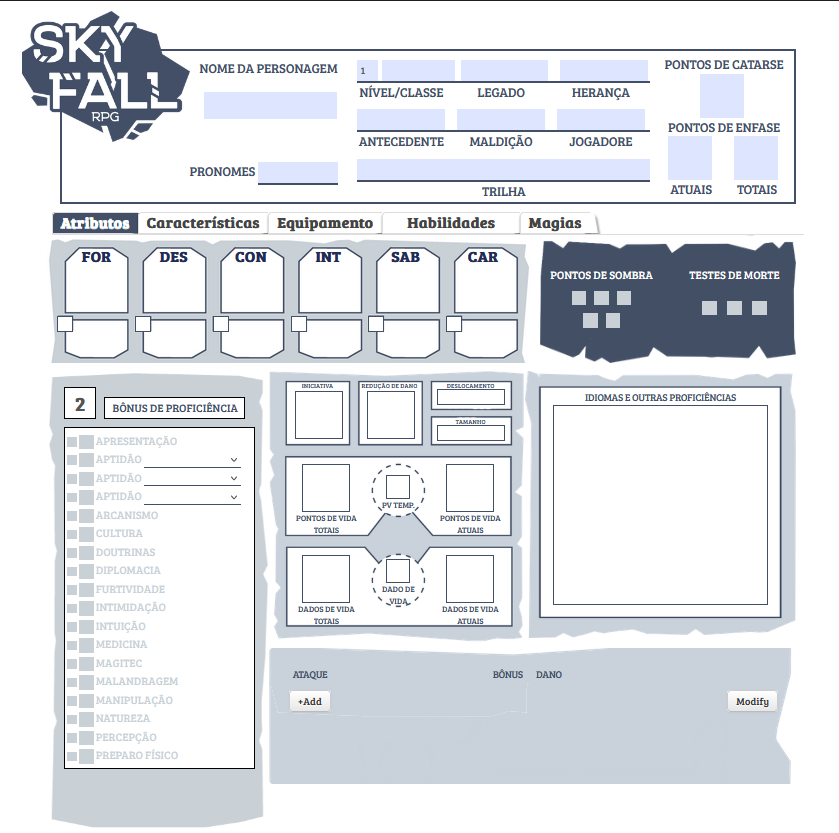 SKY
FALL
RPG
NOME DA PERSONAGEM
PRONOMES
1
NÍVEL/CLASSE LEGADO HERANÇA
ANTECEDENTE MALDIÇÃO JOGADORE
TRILHA
PONTOS DE CATARSE
PONTOS DE ENFASE
ATUAIS TOTAIS
Atributos Características Equipamento Habilidades Magias
FOR DES CON INT SAB CAR
PONTOS DE SOMBRA TESTES DE MORTE
2 BÔNUS DE PROFICIÊNCIA
APRESENTAÇÃO
APTIDÃO
APTIDÃO
APTIDÃO
ARCANISMO
CULTURA
DOUTRINAS
DIPLOMACIA
FURTIVIDADE
INTIMIDAÇÃO
INTUIÇÃO
MEDICINA
MAGITEC
MALANDRAGEM
MANIPULAÇÃO
NATUREZA
PERCEPÇÃO
PREPARO FÍSICO
INICIATIVA REDUÇÃO DE DANO DESLOCAMENTO
TAMANHO
PV TEMP.
PONTOS DE VIDA
TOTAIS
PONTOS DE VIDA
ATUAIS
DADO DE
VIDA
DADOS DE VIDA
TOTAIS
DADOS DE VIDA
ATUAIS
IDIOMAS E OUTRAS PROFICIÊNCIAS
ATAQUE BÔNUS DANO
+Add Modify